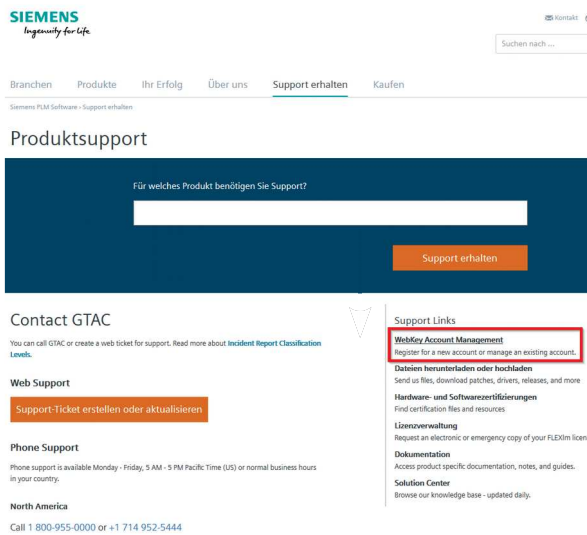 SIEMENS
Ingenuity for Life
Kontakt
Suchen nach ...
Branchen Produkte Ihr Erfolg Über uns Support erhalten Kaufen
Siemens PLM Software › Support erhalten
Produktsupport
Für welches Produkt benötigen Sie Support?
Support erhalten
Contact GTAC
You can call GTAC or create a web ticket for support. Read more about Incident Report Classification
Levels.
Web Support
Support-Ticket erstellen oder aktualisieren
Phone Support
Phone support is available Monday - Friday, 5 AM - 5 PM Pacific Time (US) or normal business hours
in your country.
North America
Call 1 800-955-0000 or +1 714 952-5444
Support Links
WebKey Account Management
Register for a new account or manage an existing account.
Dateien herunterladen oder hochladen
Send us files, download patches, drivers, releases, and more
Hardware- und Softwarezertifizierungen
Find certification files and resources
Lizenzverwaltung
Request an electronic or emergency copy of your FLEXlm licen
Dokumentation
Access product specific documentation, notes, and guides.
Solution Center
Browse our knowledge base - updated daily.